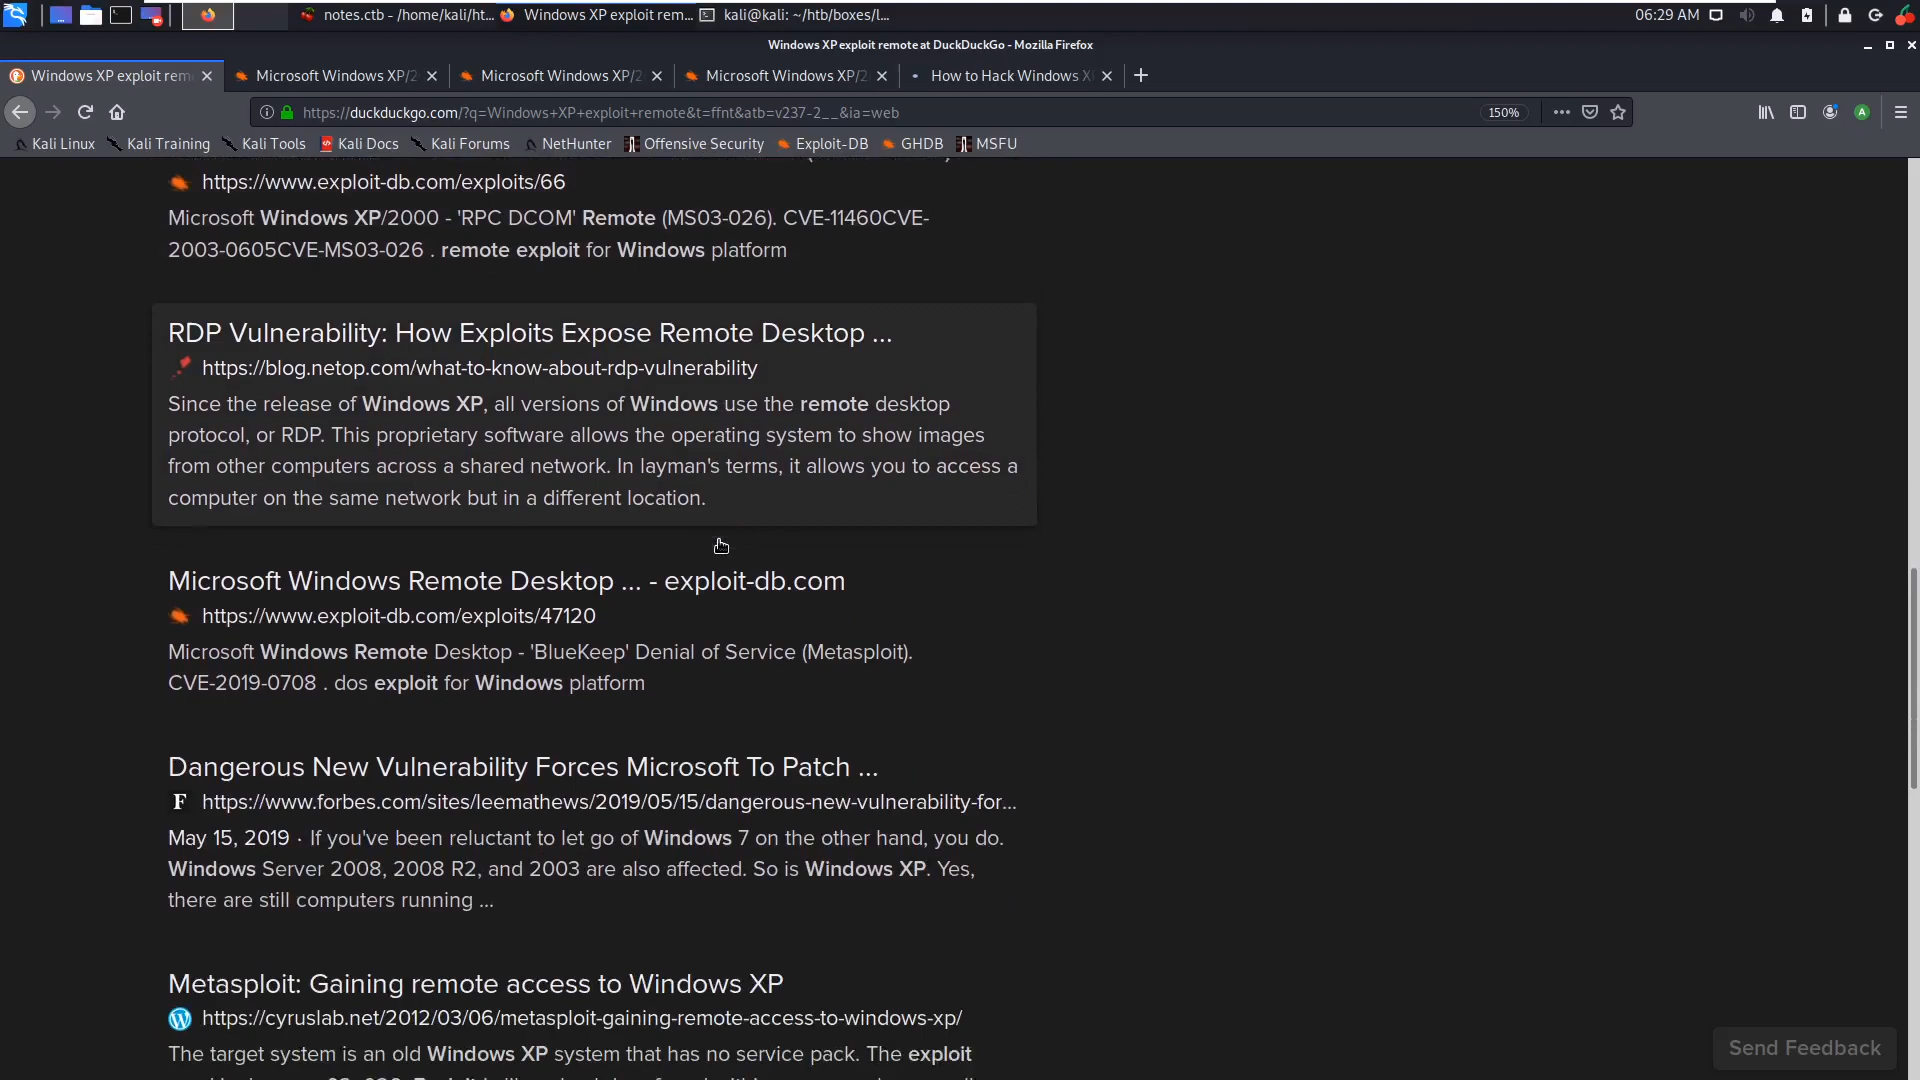 notes.ctb - /home/kali/ht... Windows XP exploit rem... kali@kali: ~/htb/boxes/l... 06:29 AM
Windows XP exploit remote at DuckDuckGo - Mozilla Firefox
Windows XP exploit rem Microsoft Windows XP/2 Microsoft Windows XP/2 Microsoft Windows XP/2 How to Hack Windows X
https://duckduckgo.com/?q=Windows+XP+exploit+remote&t=ffnt&atb=v237-2__&ia=web 150%
Kali Linux Kali Training Kali Tools Kali Docs Kali Forums NetHunter Offensive Security Exploit-DB GHDB MSFU
https://www.exploit-db.com/exploits/66
Microsoft Windows XP/2000 - 'RPC DCOM' Remote (MS03-026). CVE-11460CVE-
2003-0605CVE-MS03-026 . remote exploit for Windows platform
RDP Vulnerability: How Exploits Expose Remote Desktop ...
https://blog.netop.com/what-to-know-about-rdp-vulnerability
Since the release of Windows XP, all versions of Windows use the remote desktop
protocol, or RDP. This proprietary software allows the operating system to show images
from other computers across a shared network. In layman's terms, it allows you to access a
computer on the same network but in a different location.
Microsoft Windows Remote Desktop ... - exploit-db.com
https://www.exploit-db.com/exploits/47120
Microsoft Windows Remote Desktop - 'BlueKeep' Denial of Service (Metasploit).
CVE-2019-0708 . dos exploit for Windows platform
Dangerous New Vulnerability Forces Microsoft To Patch ...
F https://www.forbes.com/sites/leemathews/2019/05/15/dangerous-new-vulnerability-for...
May 15, 2019 · If you've been reluctant to let go of Windows 7 on the other hand, you do.
Windows Server 2008, 2008 R2, and 2003 are also affected. So is Windows XP. Yes,
there are still computers running ...
Metasploit: Gaining remote access to Windows XP
https://cyruslab.net/2012/03/06/metasploit-gaining-remote-access-to-windows-xp/
The target system is an old Windows XP system that has no service pack. The exploit
Send Feedback